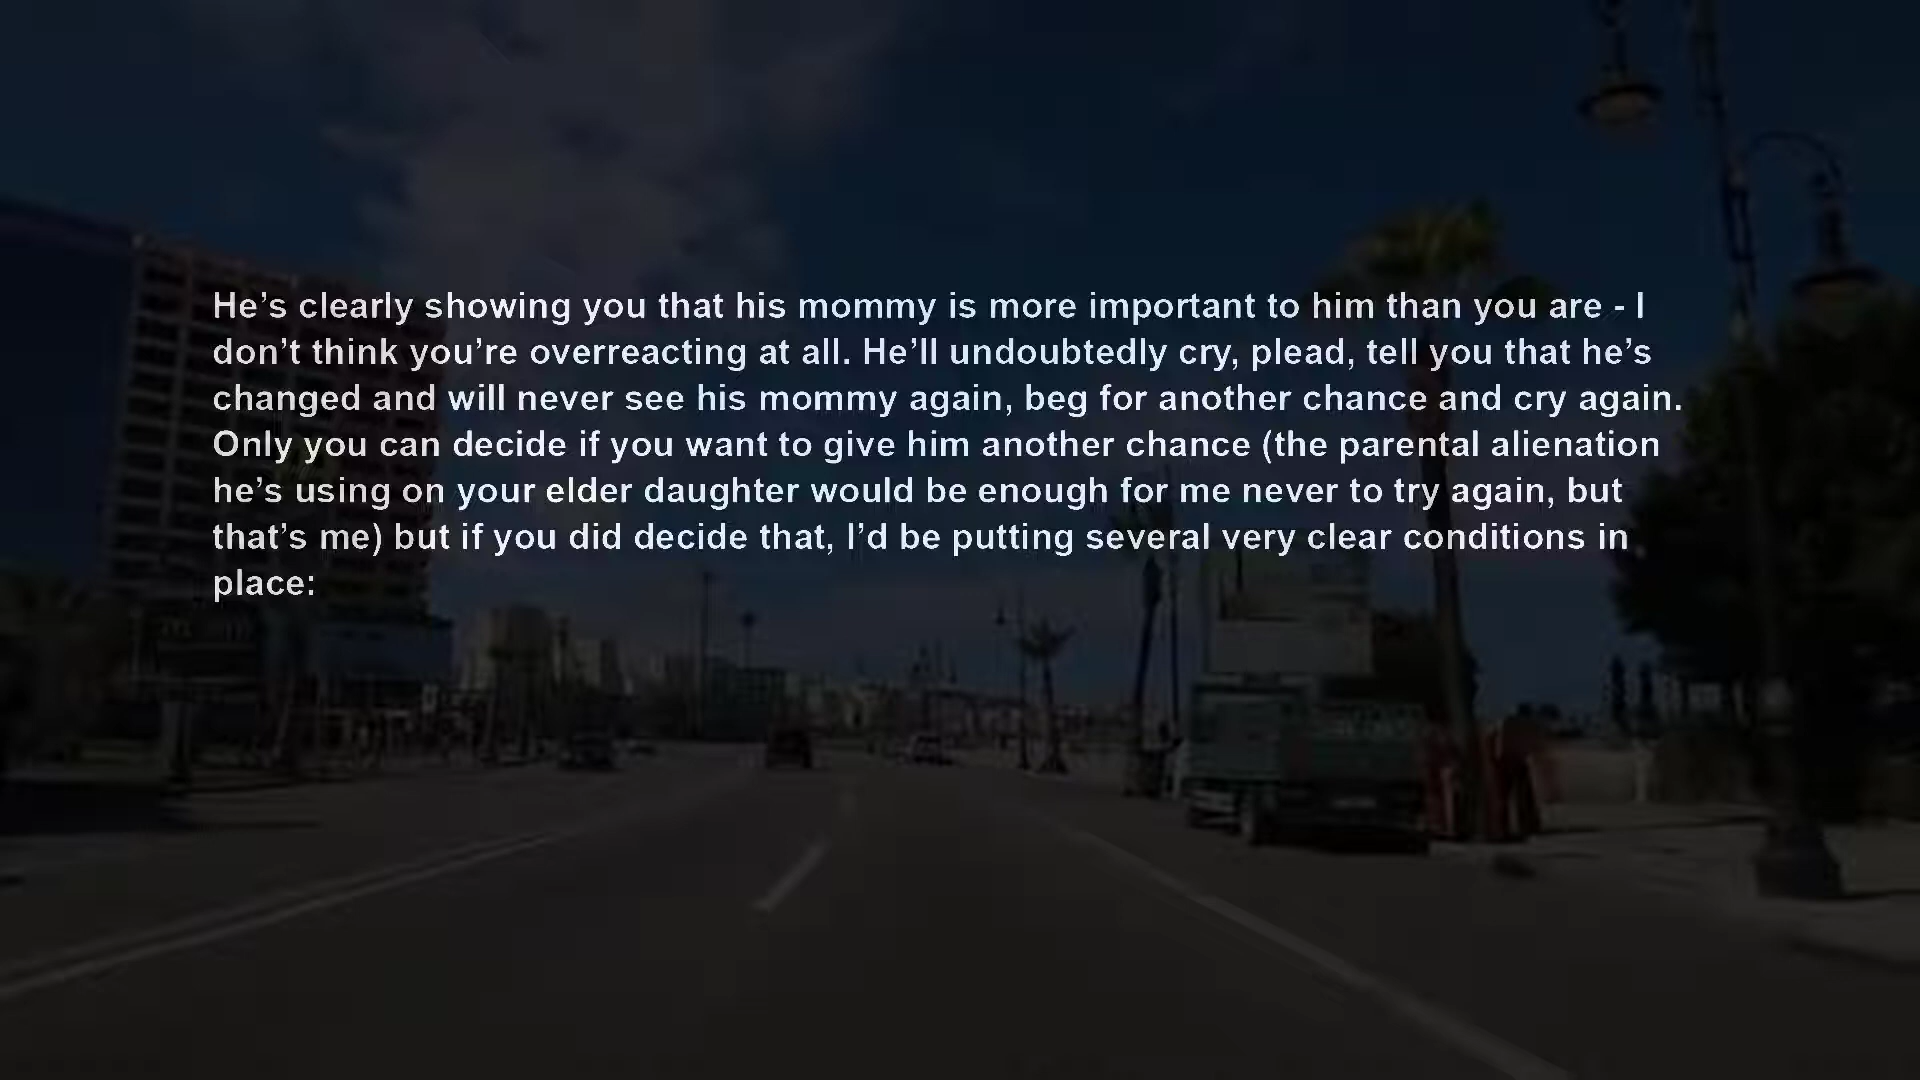 He’s clearly showing you that his mommy is more important to him than you are - I
don’t think you’re overreacting at all. He’ll undoubtedly cry, plead, tell you that he’s
changed and will never see his mommy again, beg for another chance and cry again.
Only you can decide if you want to give him another chance (the parental alienation
he’s using on your elder daughter would be enough for me never to try again, but
that’s me) but if you did decide that, I’d be putting several very clear conditions in
place: